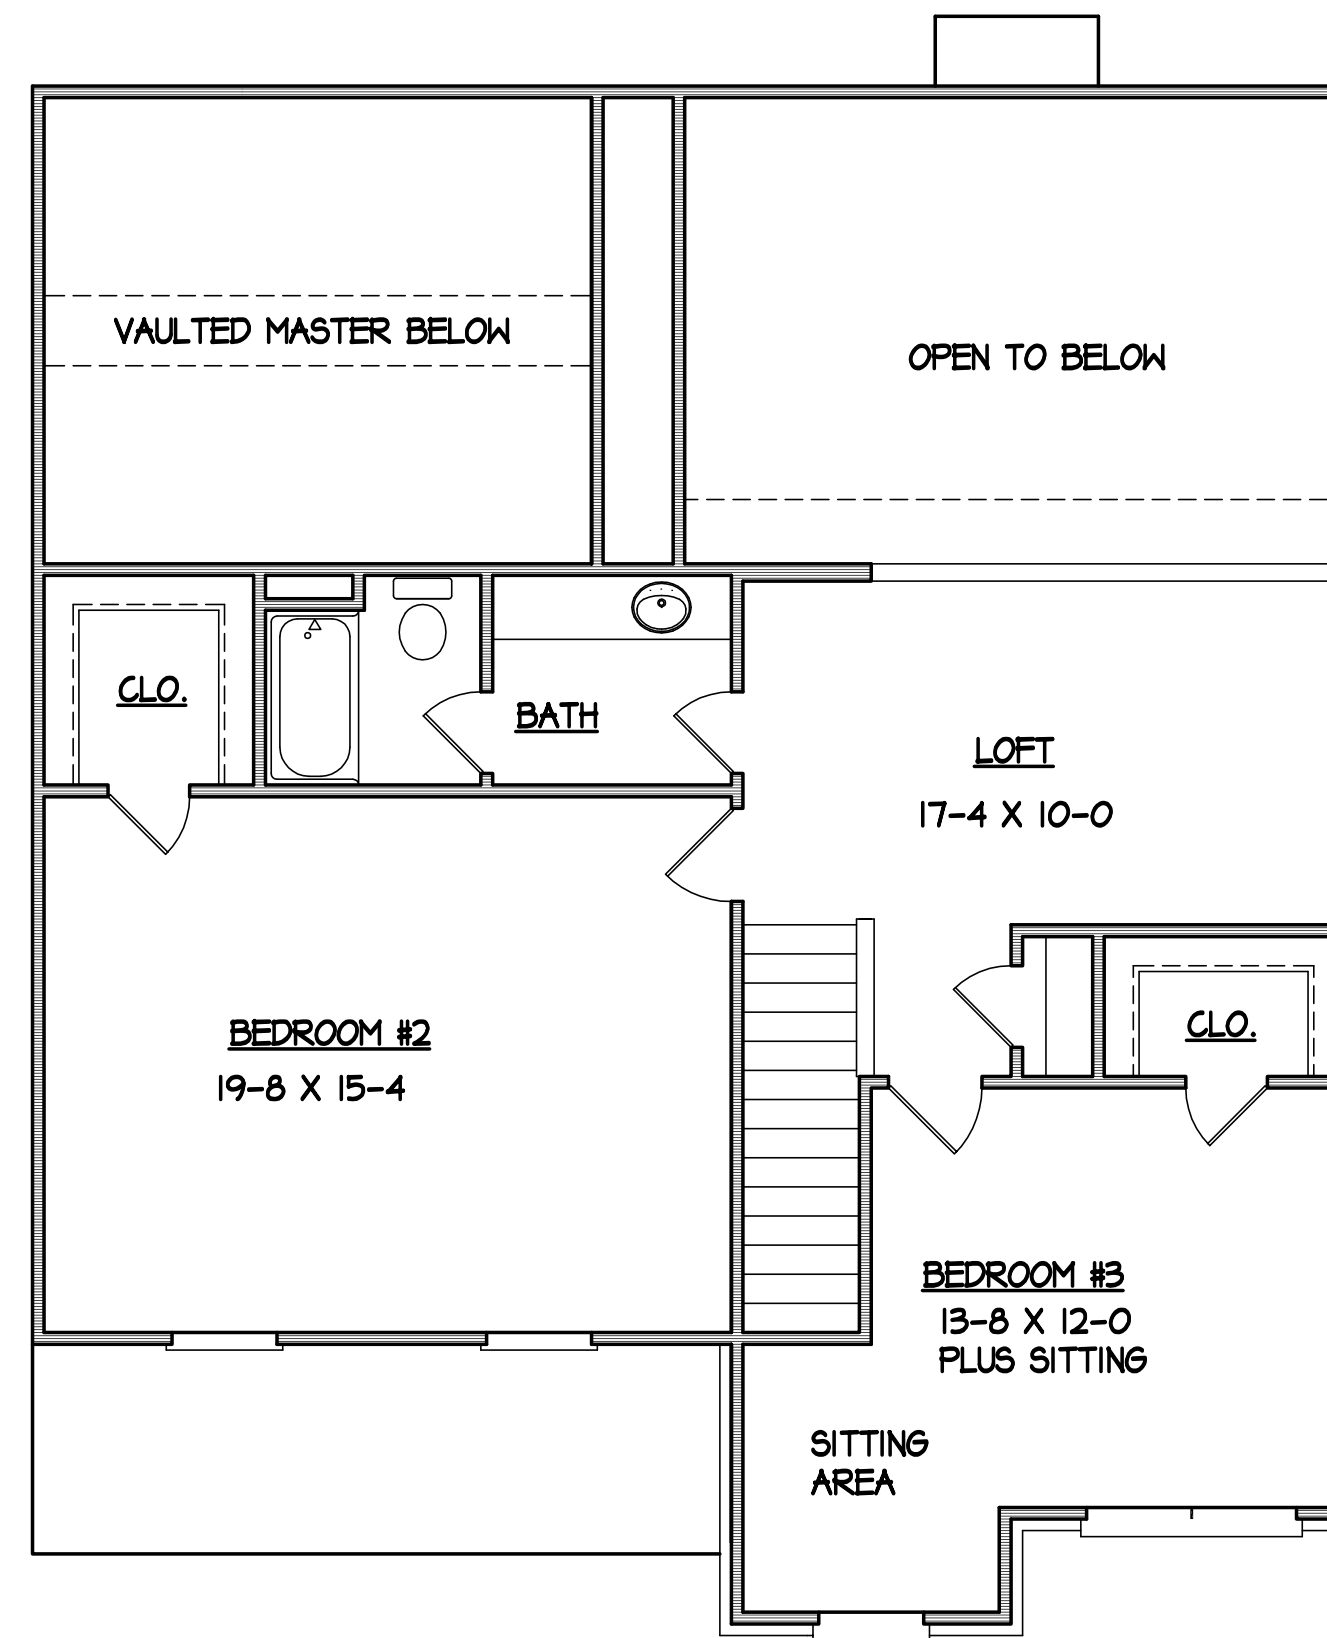 VAULTED MASTER BELOW
OPEN TO BELOW
CLO.
BATH
LOFT
17-4 X 10-0
BEDROOM #2
19-8 X 15-4
CLO.
BEDROOM #3
13-8 X 12-0
PLUS SITTING
SITTING
AREA